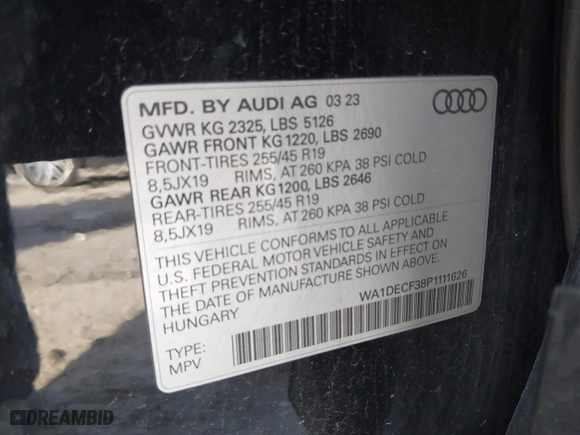 MFD. BY AUDI AG 03 23
GVWR KG 2325, LBS 5126
GAWR FRONT KG 1220, LBS 2690
FRONT-TIRES 255/45 R19
8,5JX19 RIMS, AT 260 KPA 38 PSI COLD
GAWR REAR KG 1200, LBS 2646
REAR-TIRES 255/45 R19
8,5JX19 RIMS, AT 260 KPA 38 PSI COLD
THIS VEHICLE CONFORMS TO ALL APPLICABLE
U.S. FEDERAL MOTOR VEHICLE SAFETY AND
THEFT PREVENTION STANDARDS IN EFFECT ON
THE DATE OF MANUFACTURE SHOWN ABOVE
HUNGARY
WA1DECF38P1111626
TYPE:
MPV
DREAMBID